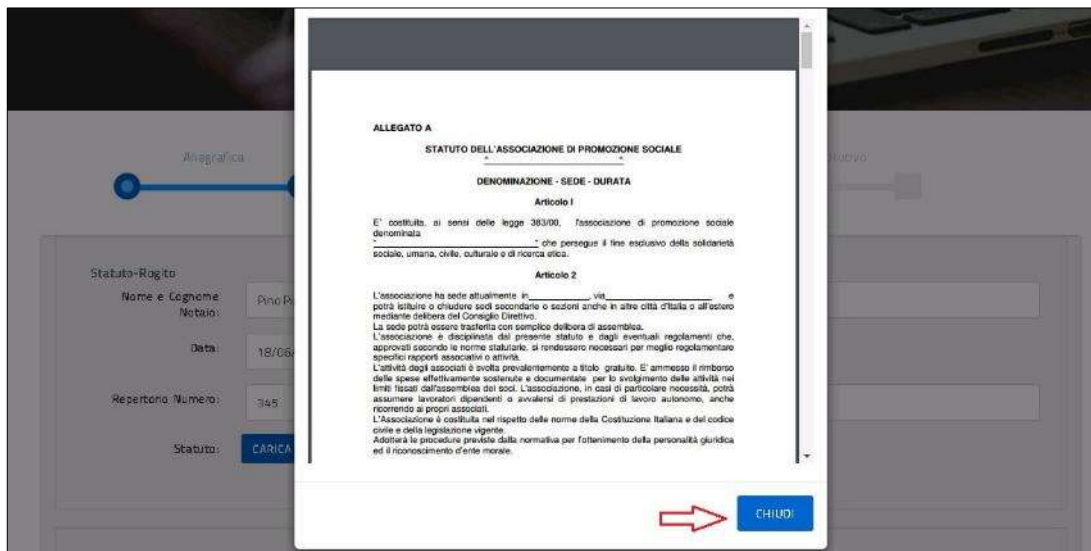 ALLEGATO A
STATUTO DELL'ASSOCIAZIONE DI PROMOZIONE SOCIALE
"______________________"
DENOMINAZIONE - SEDE - DURATA
Articolo I
E' costituita, ai sensi delle legge 383/00, l'associazione di promozione sociale
denominata
"__________________________" che persegue il fine esclusivo della solidarietà
sociale, umana, civile, culturale e di ricerca etica.
Articolo 2
L'associazione ha sede attualmente in______________, via__________________ e
potrà istituire o chiudere sedi secondarie o sezioni anche in altre città d'Italia o all'estero
mediante delibera del Consiglio Direttivo.
La sede potrà essere trasferita con semplice delibera di assemblea.
L'associazione è disciplinata dal presente statuto e dagli eventuali regolamenti che,
approvati secondo le norme statutarie, si rendessero necessari per meglio regolamentare
specifici rapporti associativi o attività.
L'attività degli associati è svolta prevalentemente a titolo gratuito. E' ammesso il rimborso
delle spese effettivamente sostenute e documentate per lo svolgimento delle attività nei
limiti fissati dall'assemblea dei soci. L'associazione, in casi di particolare necessità, potrà
assumere lavoratori dipendenti o avvalersi di prestazioni di lavoro autonomo, anche
ricorrendo ai propri associati.
L'Associazione è costituita nel rispetto delle norme della Costituzione Italiana e del codice
civile e della legislazione vigente.
Adotterà le procedure previste dalla normativa per l'ottenimento della personalità giuridica
ed il riconoscimento d'ente morale.
Anagrafica
Statuto-Rogito
Nome e Cognome
Notaio:
Pino
Data:
18/06/
Repertorio Numero:
345
Statuto:
CARICA
CHIUDI